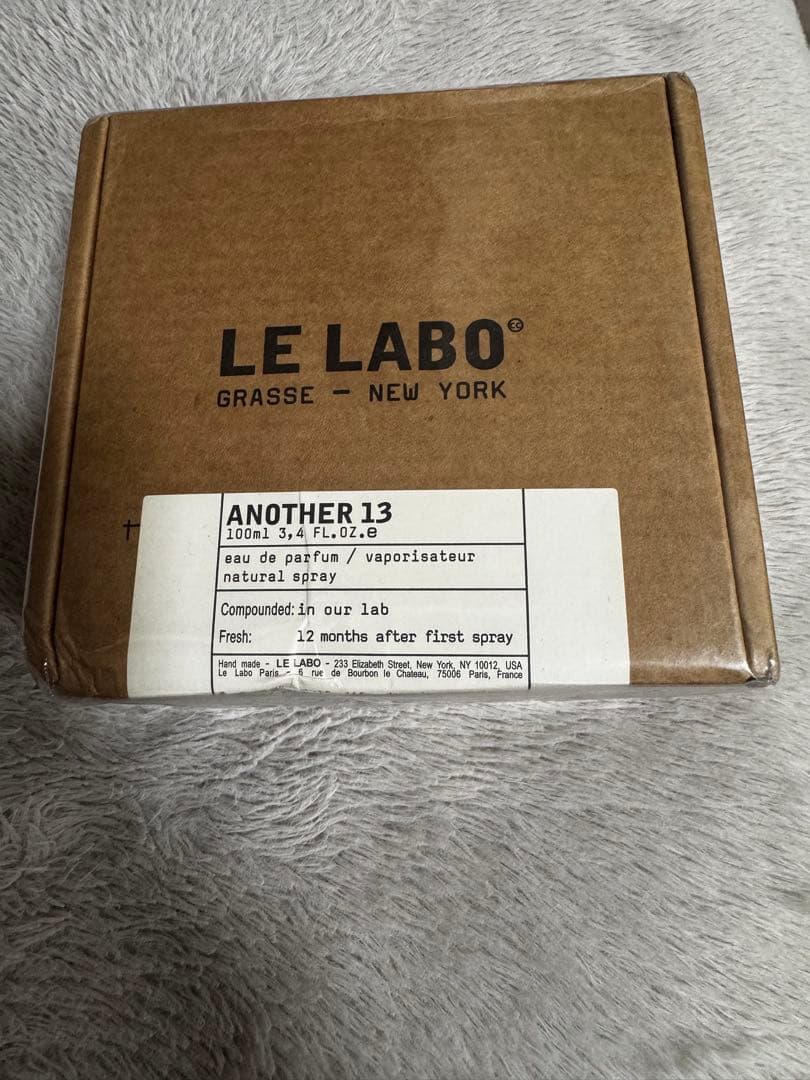 LE LABO
GRASSE — NEW YORK
ANOTHER 13
100ml 3,4 FL.OZ.e
eau de parfum / vaporisateur
natural spray
Compounded: in our lab
Fresh: 12 months after first spray
Hand made - LE LABO - 233 Elizabeth Street, New York, NY 10012, USA
Le Labo Paris - 6 rue de Bourbon le Chateau, 75006 Paris, France